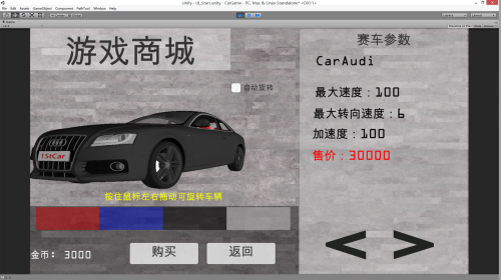 Unity - UI_Start.unity - CarGame - PC, Mac & Linux Standalone* <DX11>
File Edit Assets GameObject Component Window Help
游戏商城
自动旋转
1StCar
按住鼠标左右拖动可旋转车辆
金币: 3000
购买
返回
赛车参数
CarAudi
最大速度：100
最大转向速度：6
加速度：100
售价：30000
< >